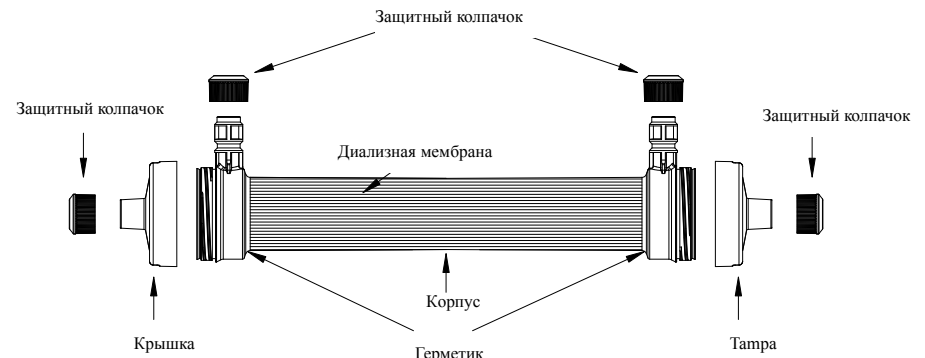 Защитный колпачок
Защитный колпачок
Защитный колпачок
Диализная мембрана
Корпус
Крышка
Герметик
Tampa